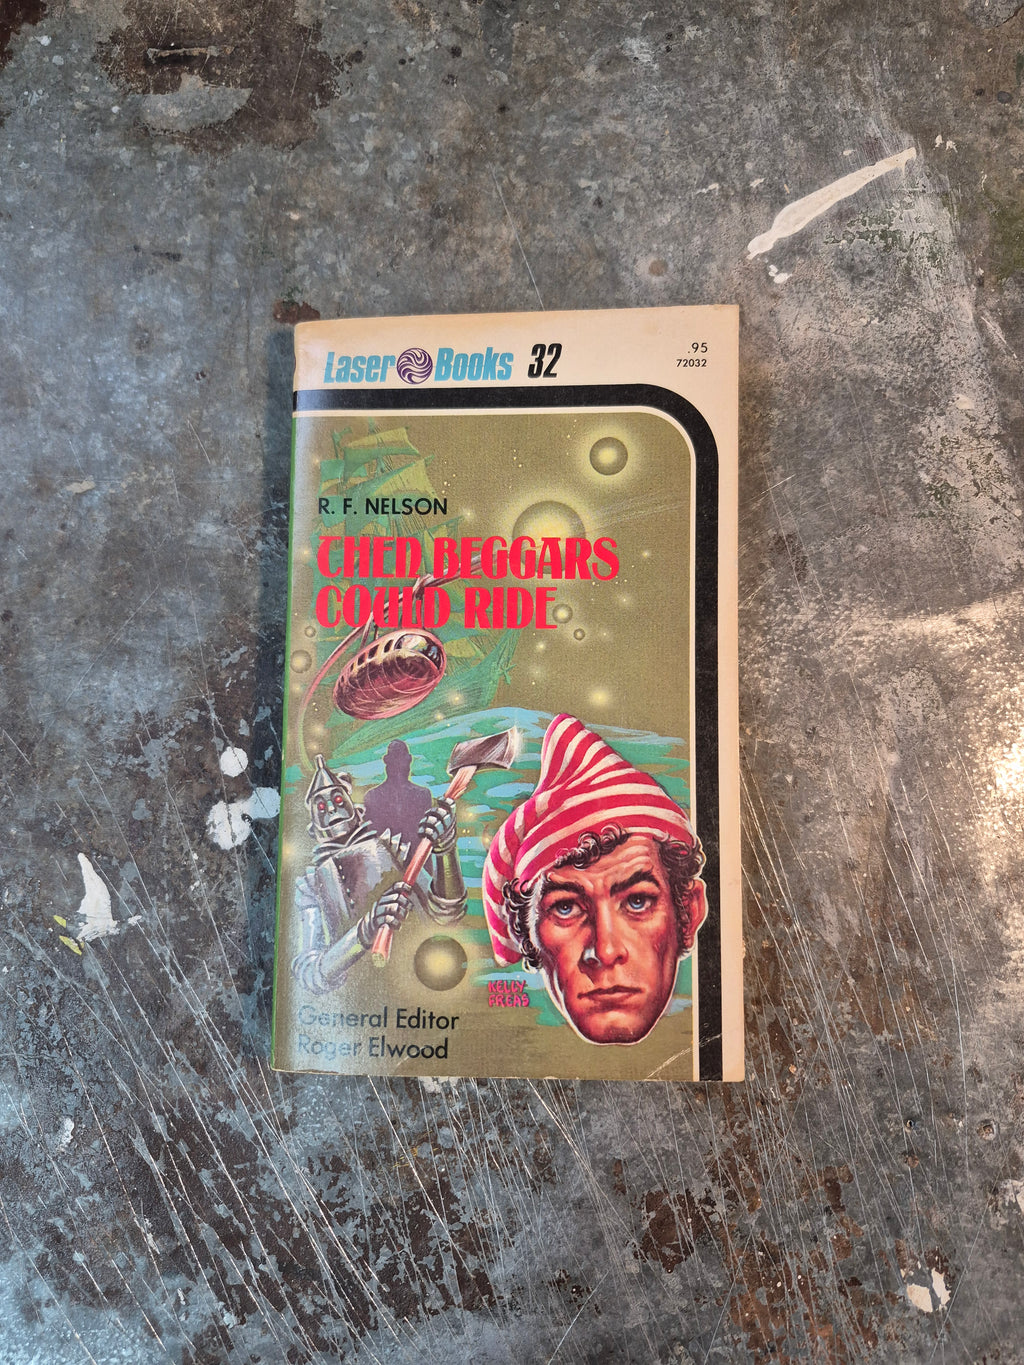 Laser Books 32
.95
72032
R. F. NELSON
THEN BEGGARS
COULD RIDE
KELLY
FREAS
General Editor
Roger Elwood